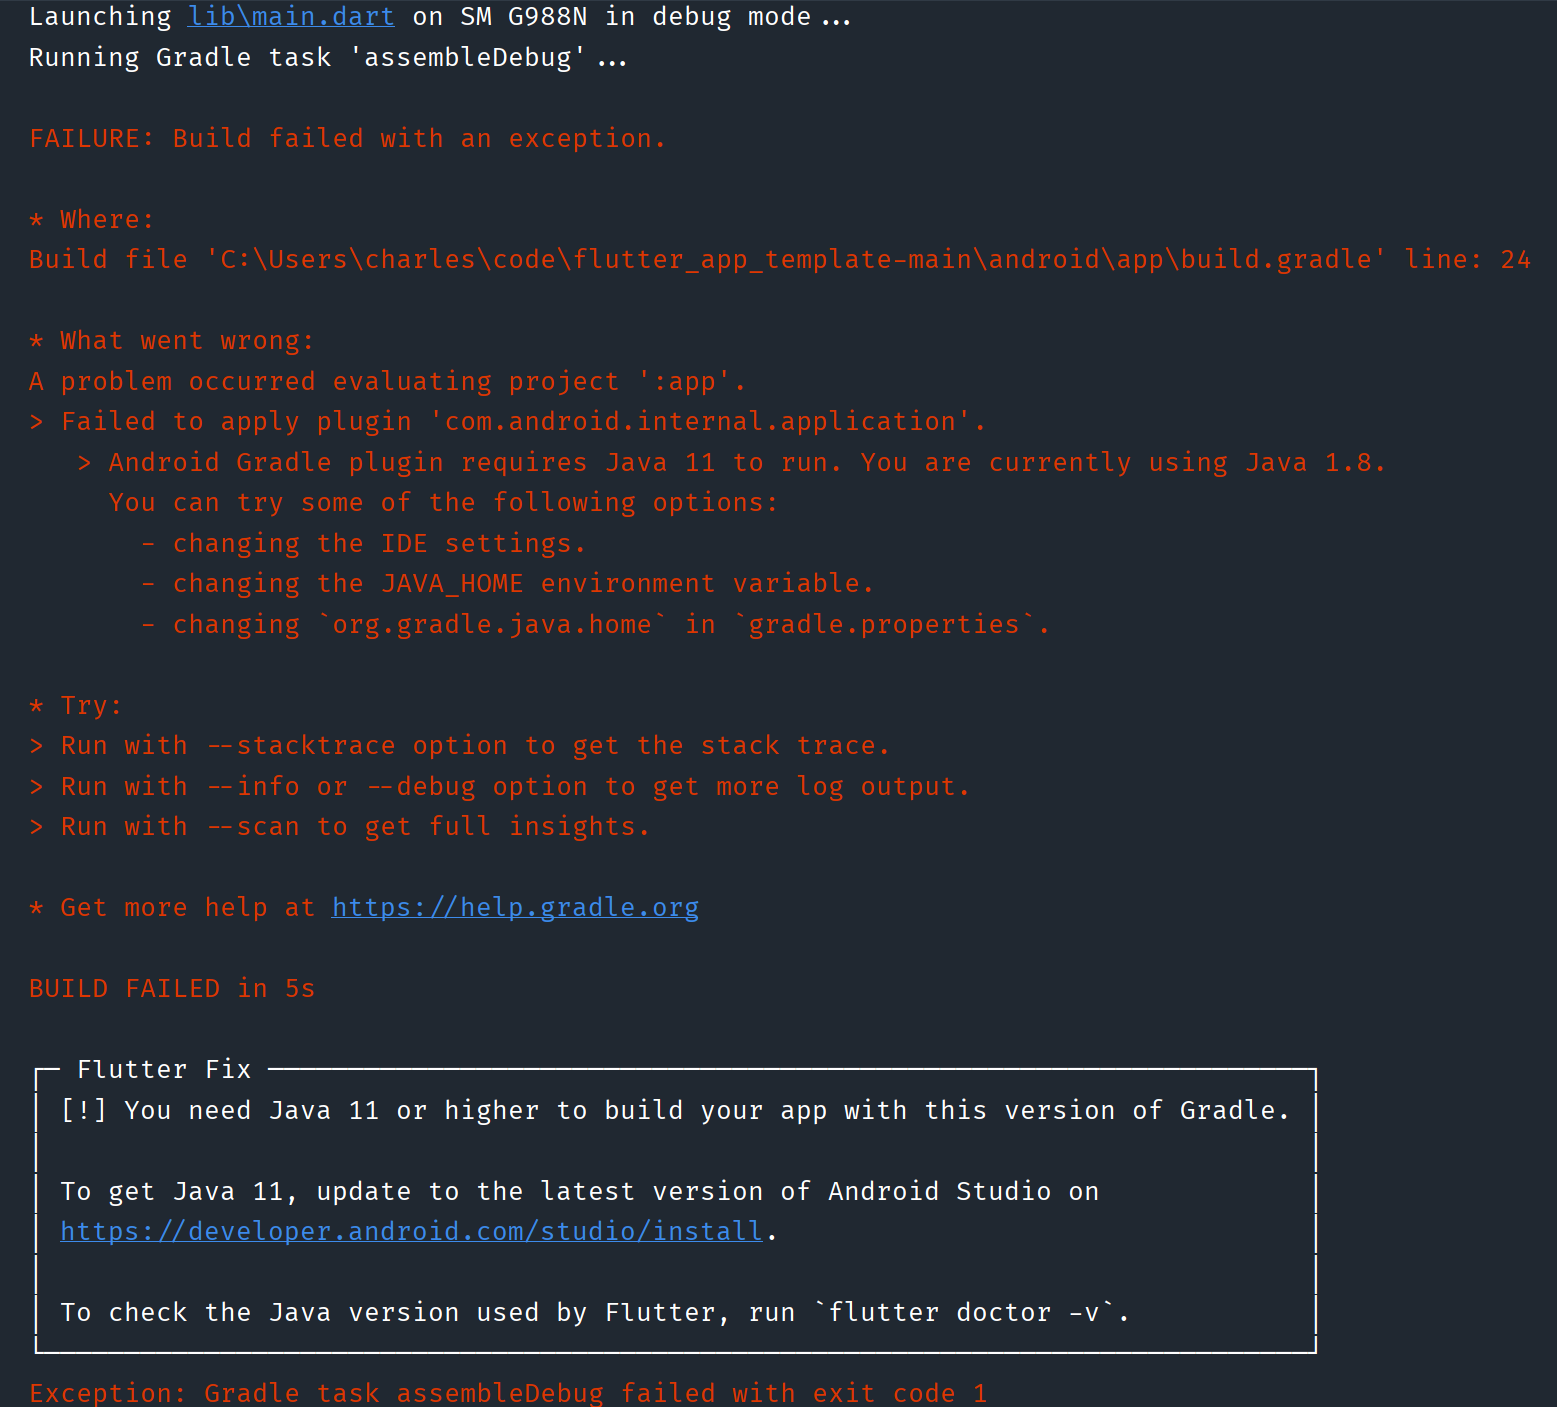 Launching lib\main.dart on SM G988N in debug mode...
Running Gradle task 'assembleDebug'...
FAILURE: Build failed with an exception.
* Where:
Build file 'C:\Users\charles\code\flutter_app_template-main\android\app\build.gradle' line: 24
* What went wrong:
A problem occurred evaluating project ':app'.
> Failed to apply plugin 'com.android.internal.application'.
> Android Gradle plugin requires Java 11 to run. You are currently using Java 1.8.
You can try some of the following options:
- changing the IDE settings.
- changing the JAVA_HOME environment variable.
- changing `org.gradle.java.home` in `gradle.properties`.
* Try:
> Run with --stacktrace option to get the stack trace.
> Run with --info or --debug option to get more log output.
> Run with --scan to get full insights.
* Get more help at https://help.gradle.org
BUILD FAILED in 5s
Flutter Fix
[!] You need Java 11 or higher to build your app with this version of Gradle.
To get Java 11, update to the latest version of Android Studio on
https://developer.android.com/studio/install.
To check the Java version used by Flutter, run `flutter doctor -v`.
Exception: Gradle task assembleDebug failed with exit code 1